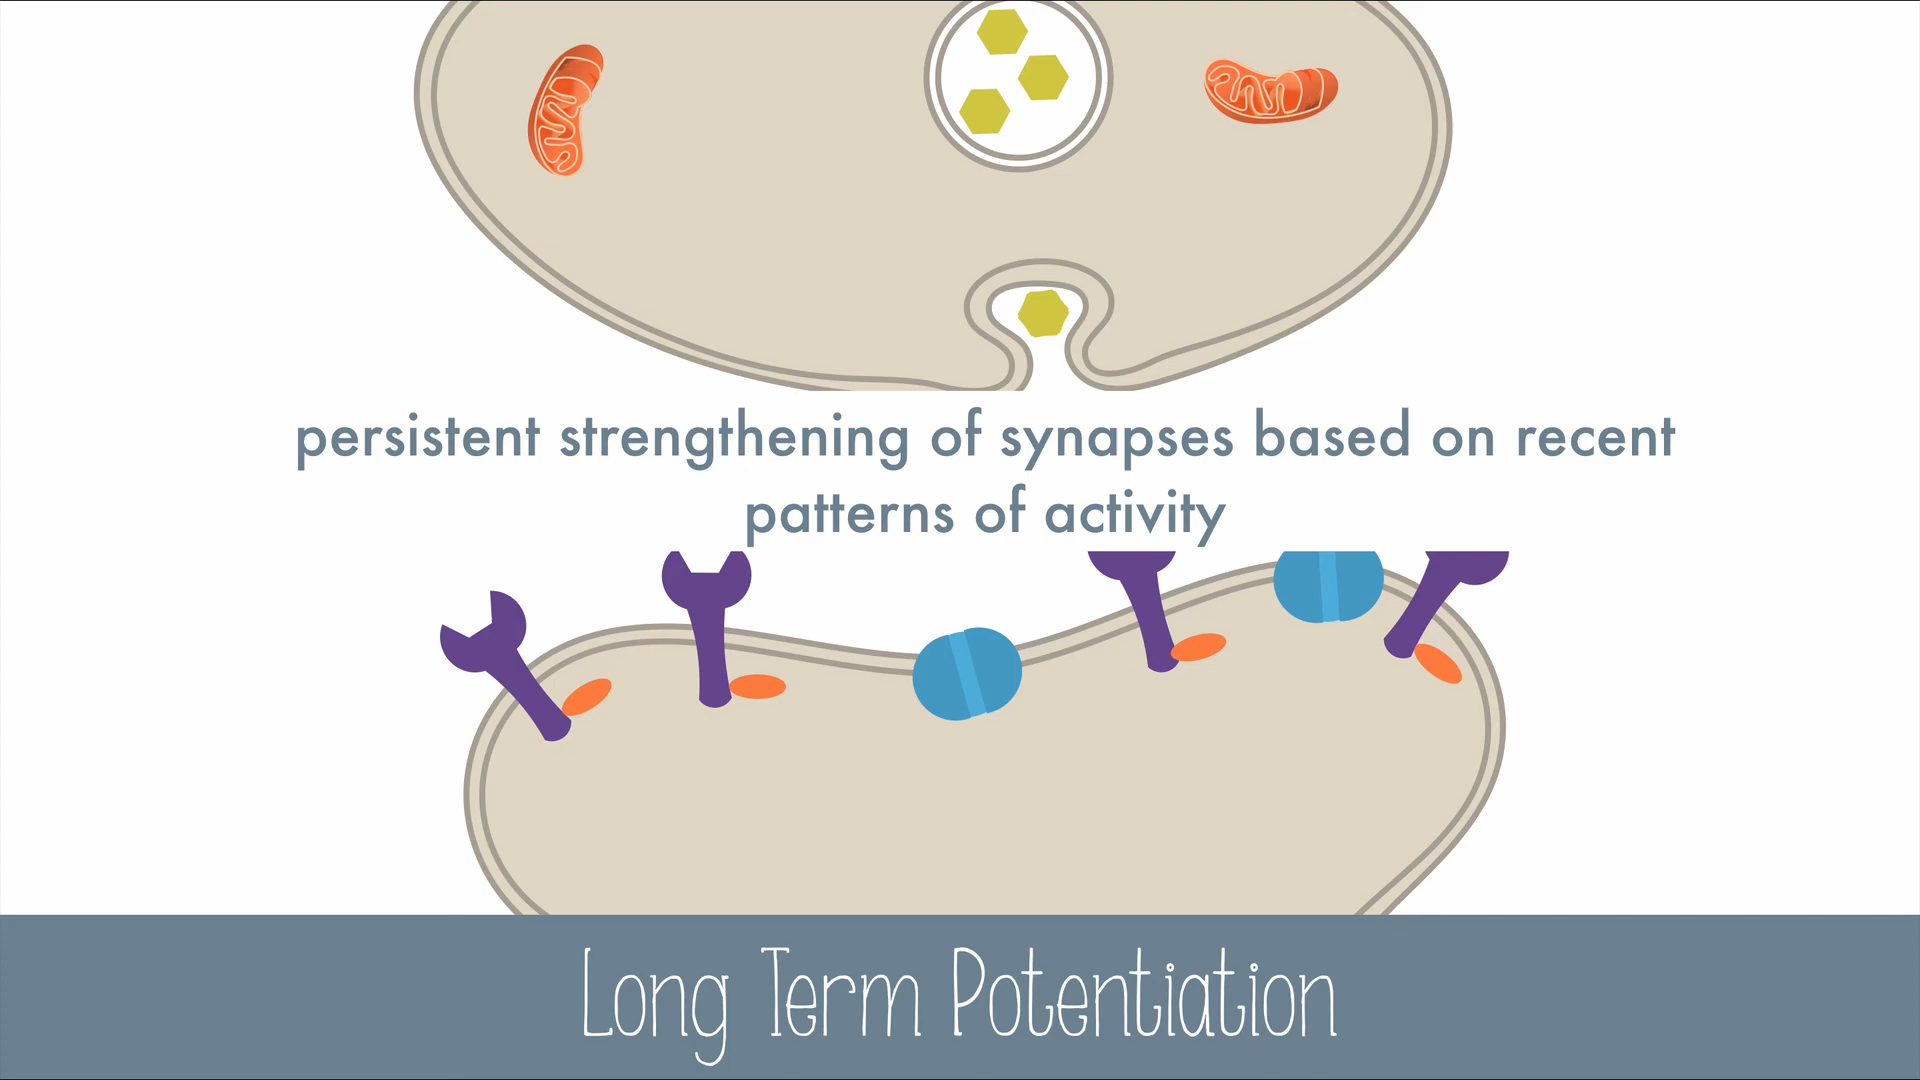 persistent strengthening of synapses based on recent
patterns of activity
Long Term Potentiation